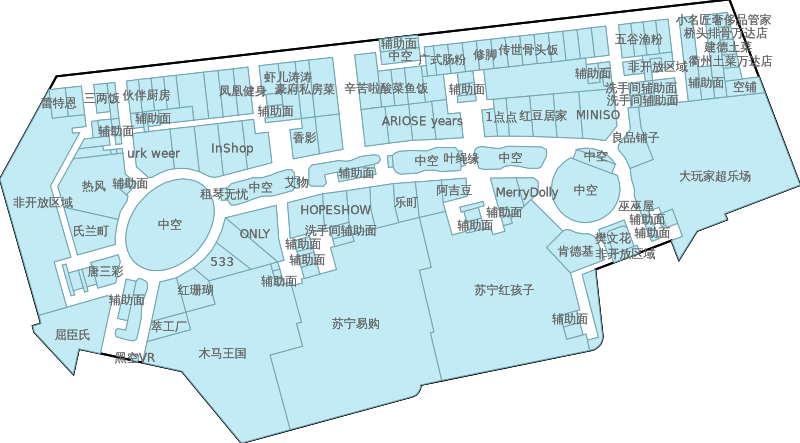 小名匠奢侈品管家
桥头排骨万达店
建德土菜
衢州土菜万达店
五谷渔粉
辅助面
中空
广式肠粉
修脚
传世骨头饭
非开放区域
辅助面
辅助面
空铺
虾儿涛涛
豪府私房菜
凤凰健身
辛苦啦酸菜鱼饭
辅助面
洗手间辅助面
洗手间辅助面
蕾特恩
三两饭
伙伴厨房
辅助面
辅助面
辅助面
ARIOSE years
1点点
红豆居家
MINISO
良品铺子
香影
InShop
urk weer
中空
叶绵缘
中空
中空
大玩家超乐场
热风
辅助面
租琴无忧
中空
艾物
辅助面
阿吉豆
MerryDolly
中空
非开放区域
中空
HOPESHOW
乐町
辅助面
巫巫屋
辅助面
氏兰町
ONLY
洗手间辅助面
辅助面
辅助面
樊文花
辅助面
肯德基
非开放区域
533
辅助面
唐三彩
辅助面
红珊瑚
苏宁红孩子
辅助面
辅助面
萃工厂
苏宁易购
屈臣氏
黑空VR
木马王国